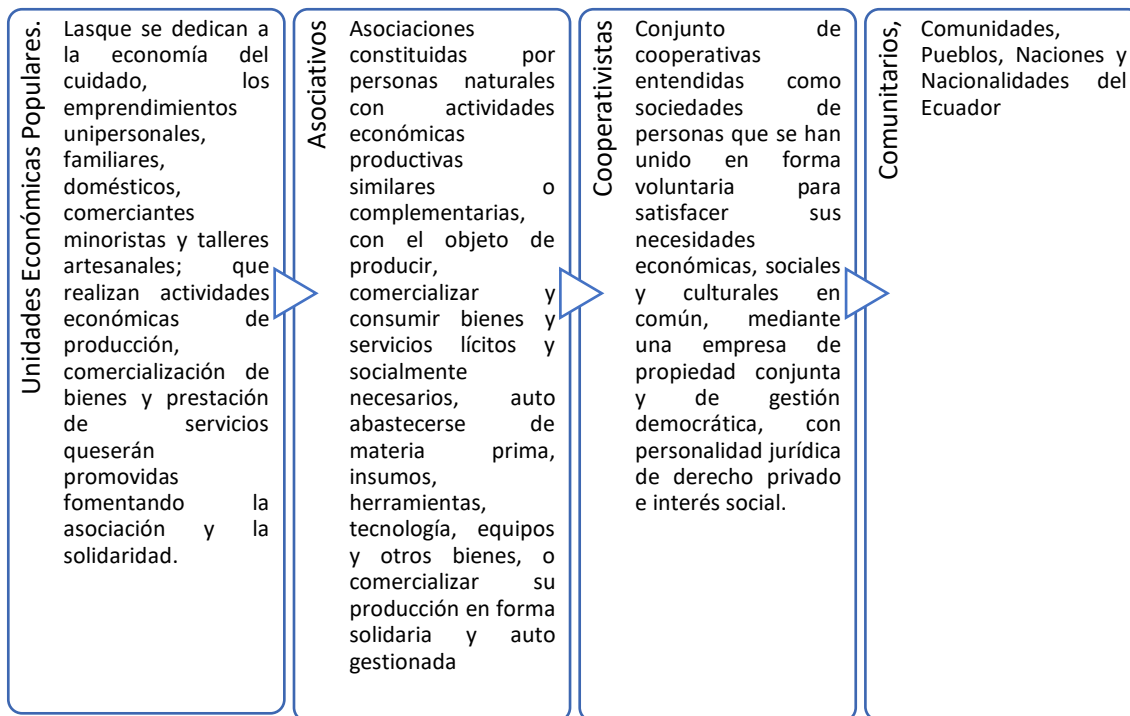 Unidades Económicas Populares.
Lasque se dedican a
la economía del
cuidado, los
emprendimientos
unipersonales,
familiares,
domésticos,
comerciantes
minoristas y talleres
artesanales; que
realizan actividades
económicas de
producción,
comercialización de
bienes y prestación
de servicios
queserán
promovidas
fomentando la
asociación y la
solidaridad.
Asociativos
Asociaciones
constituidas por
personas naturales
con actividades
económicas
productivas
similares o
complementarias,
con el objeto de
producir,
comercializar y
consumir bienes y
servicios lícitos y
socialmente
necesarios, auto
abastecerse de
materia prima,
insumos,
herramientas,
tecnología, equipos
y otros bienes, o
comercializar su
producción en forma
solidaria y auto
gestionada
Cooperativistas
Conjunto de
cooperativas
entendidas como
sociedades de
personas que se han
unido en forma
voluntaria para
satisfacer sus
necesidades
económicas, sociales
y culturales en
común, mediante
una empresa de
propiedad conjunta
y de gestión
democrática, con
personalidad jurídica
de derecho privado
e interés social.
Comunitarios,
Comunidades,
Pueblos, Naciones y
Nacionalidades del
Ecuador